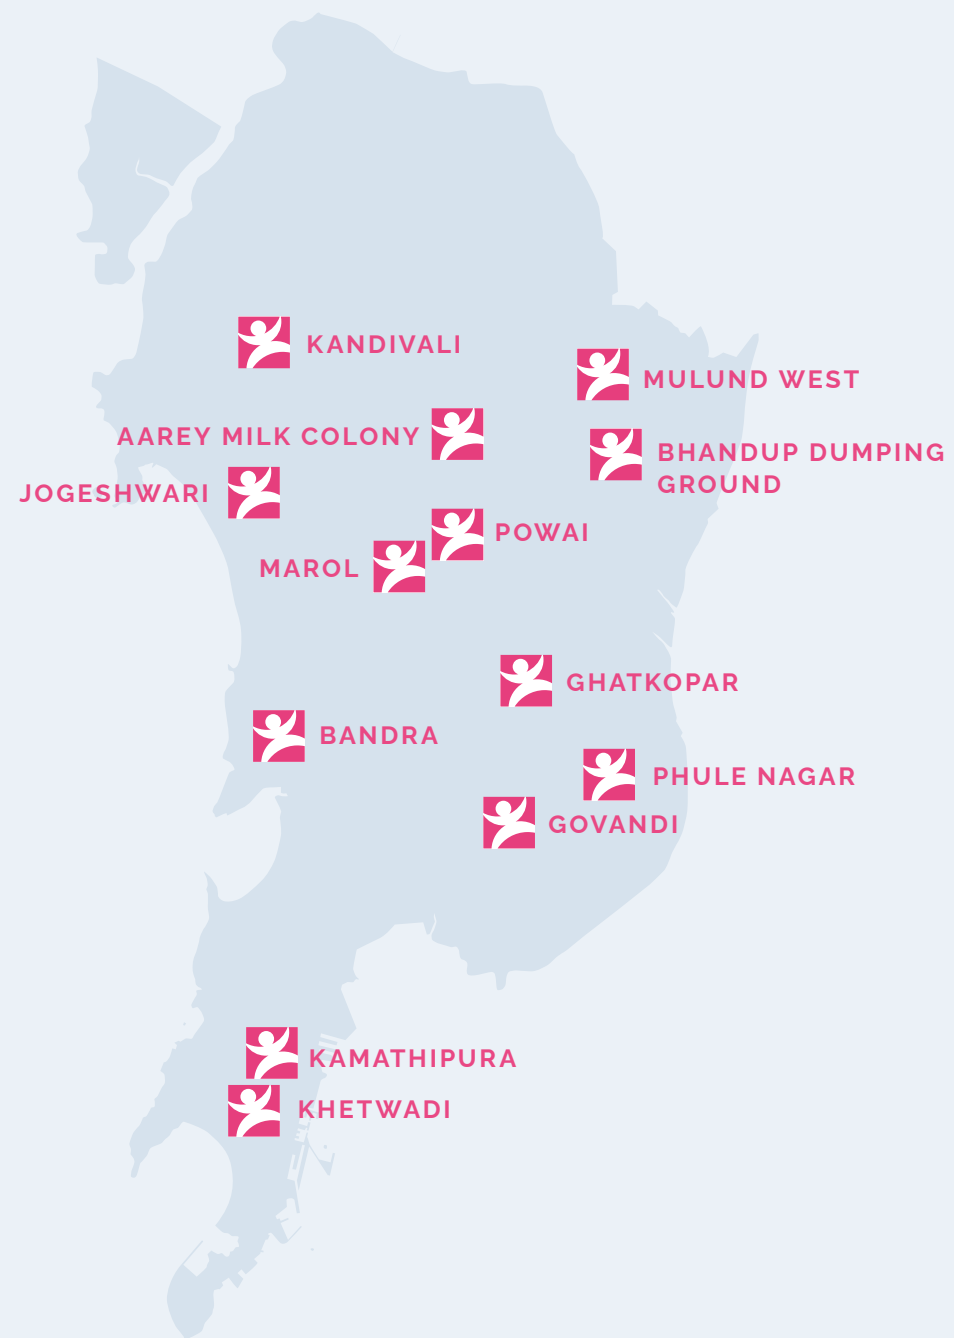 KANDIVALI
MULUND WEST
AAREY MILK COLONY
BHANDUP DUMPING
GROUND
JOGESHWARI
POWAI
MAROL
GHATKOPAR
BANDRA
PHULE NAGAR
GOVANDI
KAMATHIPURA
KHETWADI